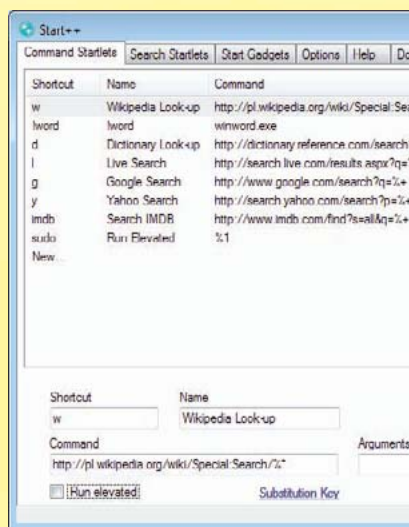 Start++
Command Startlets Search Startlets Start Gadgets Options Help Do
Shortcut Name Command
w Wikipedia Look-up http://pl.wikipedia.org/wiki/Special:Sea
!word !word winword.exe
d Dictionary Look-up http://dictionary.reference.com/search
l Live Search http://search.live.com/results.aspx?q=
g Google Search http://www.google.com/search?q=%+
y Yahoo Search http://search.yahoo.com/search?p=%+
imdb Search IMDB http://www.imdb.com/find?s=all&q=%+
sudo Run Elevated %1
New...
Shortcut Name
w Wikipedia Look-up
Command Arguments
http://pl.wikipedia.org/wiki/Special:Search/%*
Run elevated Substitution Key